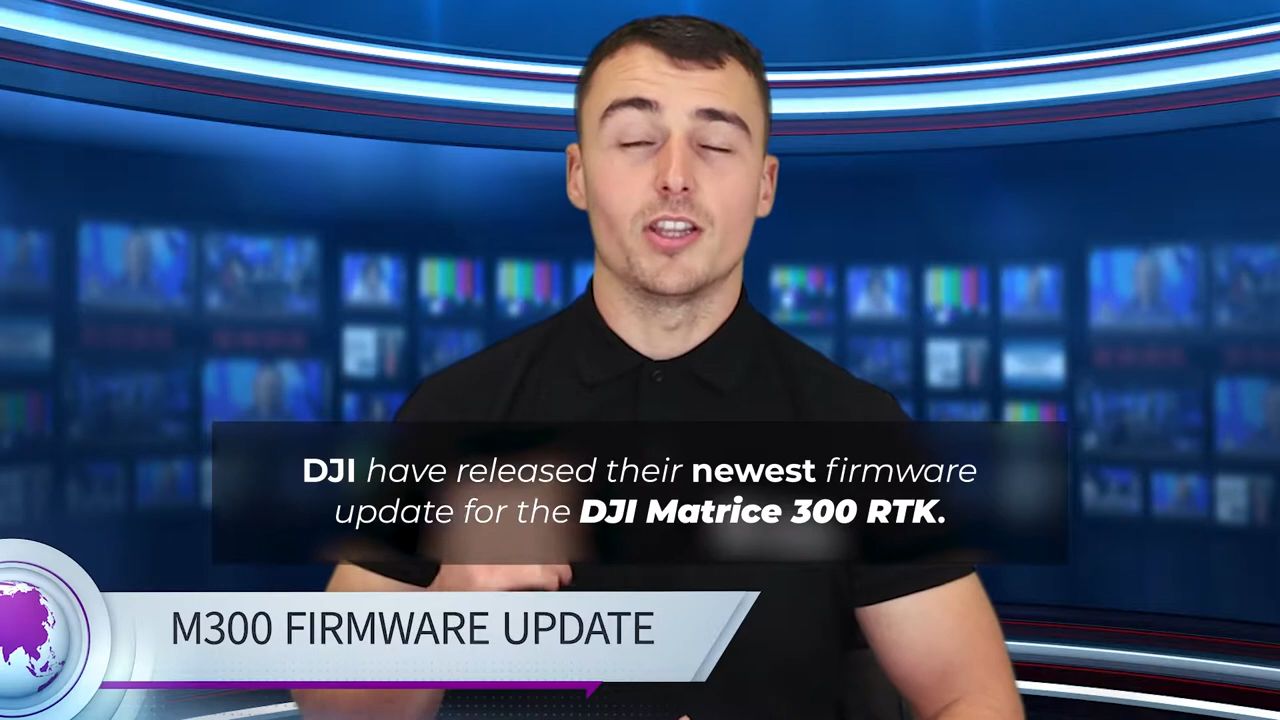 DJI have released their newest firmware
update for the DJI Matrice 300 RTK.
M300 FIRMWARE UPDATE